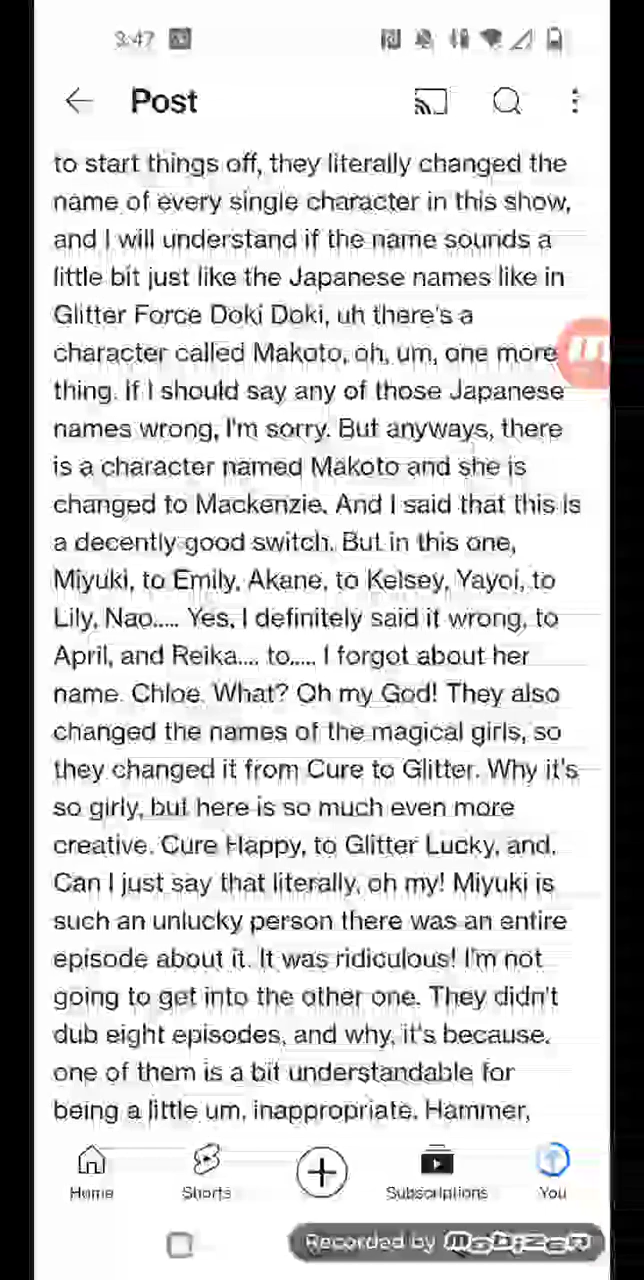 3:47
Post
to start things off, they literally changed the
name of every single character in this show,
and I will understand if the name sounds a
little bit just like the Japanese names like in
Glitter Force Doki Doki, uh there's a
character called Makoto, oh, um, one more
thing. If I should say any of those Japanese
names wrong, I'm sorry. But anyways, there
is a character named Makoto and she is
changed to Mackenzie. And I said that this is
a decently good switch. But in this one,
Miyuki, to Emily, Akane, to Kelsey, Yayoi, to
Lily, Nao..... Yes, I definitely said it wrong, to
April, and Reika.... to..... I forgot about her
name. Chloe. What? Oh my God! They also
changed the names of the magical girls, so
they changed it from Cure to Glitter. Why it's
so girly, but here is so much even more
creative. Cure Happy, to Glitter Lucky, and.
Can I just say that literally, oh my! Miyuki is
such an unlucky person there was an entire
episode about it. It was ridiculous! I'm not
going to get into the other one. They didn't
dub eight episodes, and why, it's because.
one of them is a bit understandable for
being a little um, inappropriate. Hammer,
Home
Shorts
Subscriptions
You
Recorded by